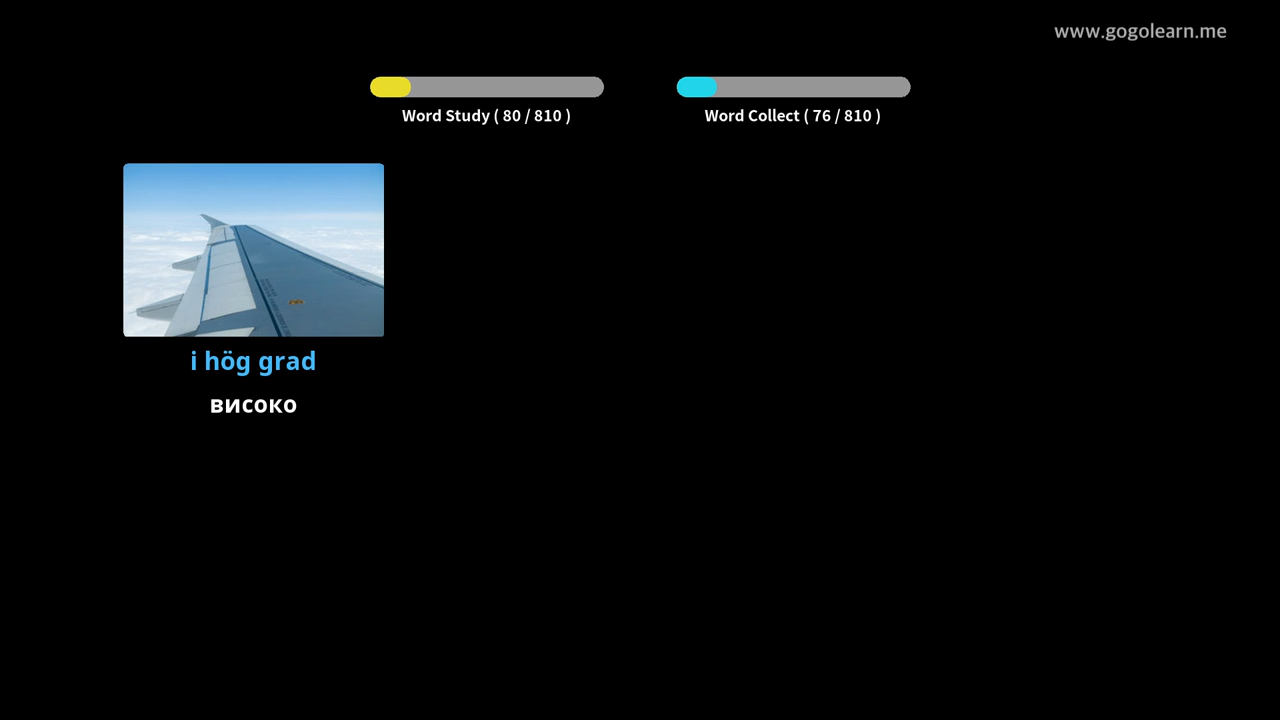 www.gogolearn.me
Word Study ( 80 / 810 )
Word Collect ( 76 / 810 )
i hög grad
високо